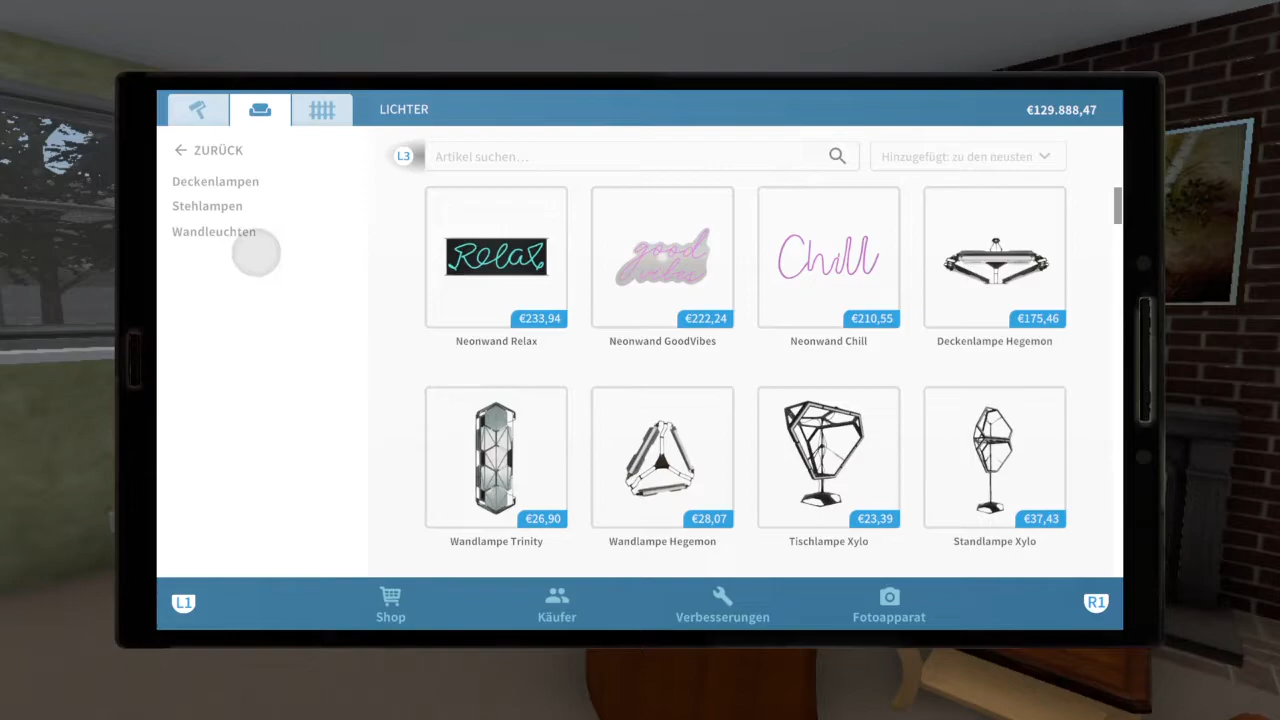 LICHTER
€129.888,47
ZURÜCK
Deckenlampen
Stehlampen
Wandleuchten
L3
Artikel suchen...
Hinzugefügt: zu den neusten
Relax
good
vibes
Chill
€233,94
€222,24
€210,55
€175,46
Neonwand Relax
Neonwand GoodVibes
Neonwand Chill
Deckenlampe Hegemon
€26,90
€28,07
€23,39
€37,43
Wandlampe Trinity
Wandlampe Hegemon
Tischlampe Xylo
Standlampe Xylo
L1
Shop
Käufer
Verbesserungen
Fotoapparat
R1